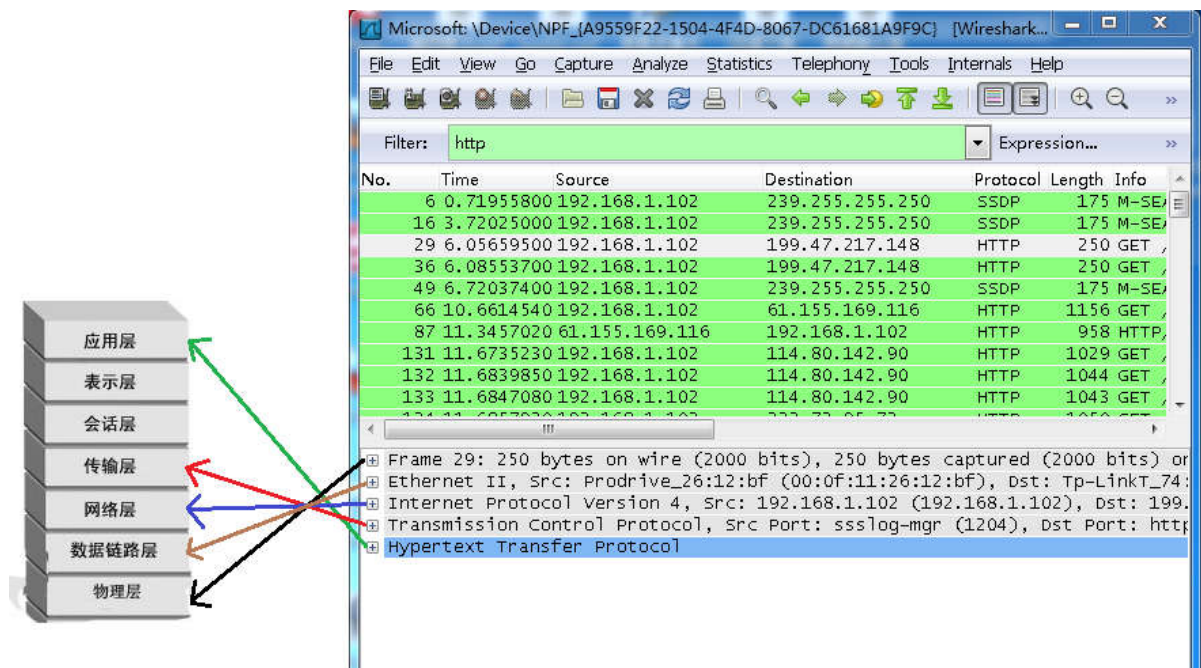 Microsoft: \Device\NPF_{A9559F22-1504-4F4D-8067-DC61681A9F9C} [Wireshark...
File Edit View Go Capture Analyze Statistics Telephony Tools Internals Help
Filter: http Expression...
No. Time Source Destination Protocol Length Info
6 0.71955800 192.168.1.102 239.255.255.250 SSDP 175 M-SEA
16 3.72025000 192.168.1.102 239.255.255.250 SSDP 175 M-SEA
29 6.05659500 192.168.1.102 199.47.217.148 HTTP 250 GET /
36 6.08553700 192.168.1.102 199.47.217.148 HTTP 250 GET /
49 6.72037400 192.168.1.102 239.255.255.250 SSDP 175 M-SEA
66 10.6614540 192.168.1.102 61.155.169.116 HTTP 1156 GET /
87 11.3457020 61.155.169.116 192.168.1.102 HTTP 958 HTTP/
131 11.6735230 192.168.1.102 114.80.142.90 HTTP 1029 GET /
132 11.6839850 192.168.1.102 114.80.142.90 HTTP 1044 GET /
133 11.6847080 192.168.1.102 114.80.142.90 HTTP 1043 GET /
Frame 29: 250 bytes on wire (2000 bits), 250 bytes captured (2000 bits) on
Ethernet II, Src: Prodrive_26:12:bf (00:0f:11:26:12:bf), Dst: Tp-LinkT_74:
Internet Protocol Version 4, Src: 192.168.1.102 (192.168.1.102), Dst: 199.
Transmission Control Protocol, Src Port: ssslog-mgr (1204), Dst Port: http
Hypertext Transfer Protocol
应用层
表示层
会话层
传输层
网络层
数据链路层
物理层